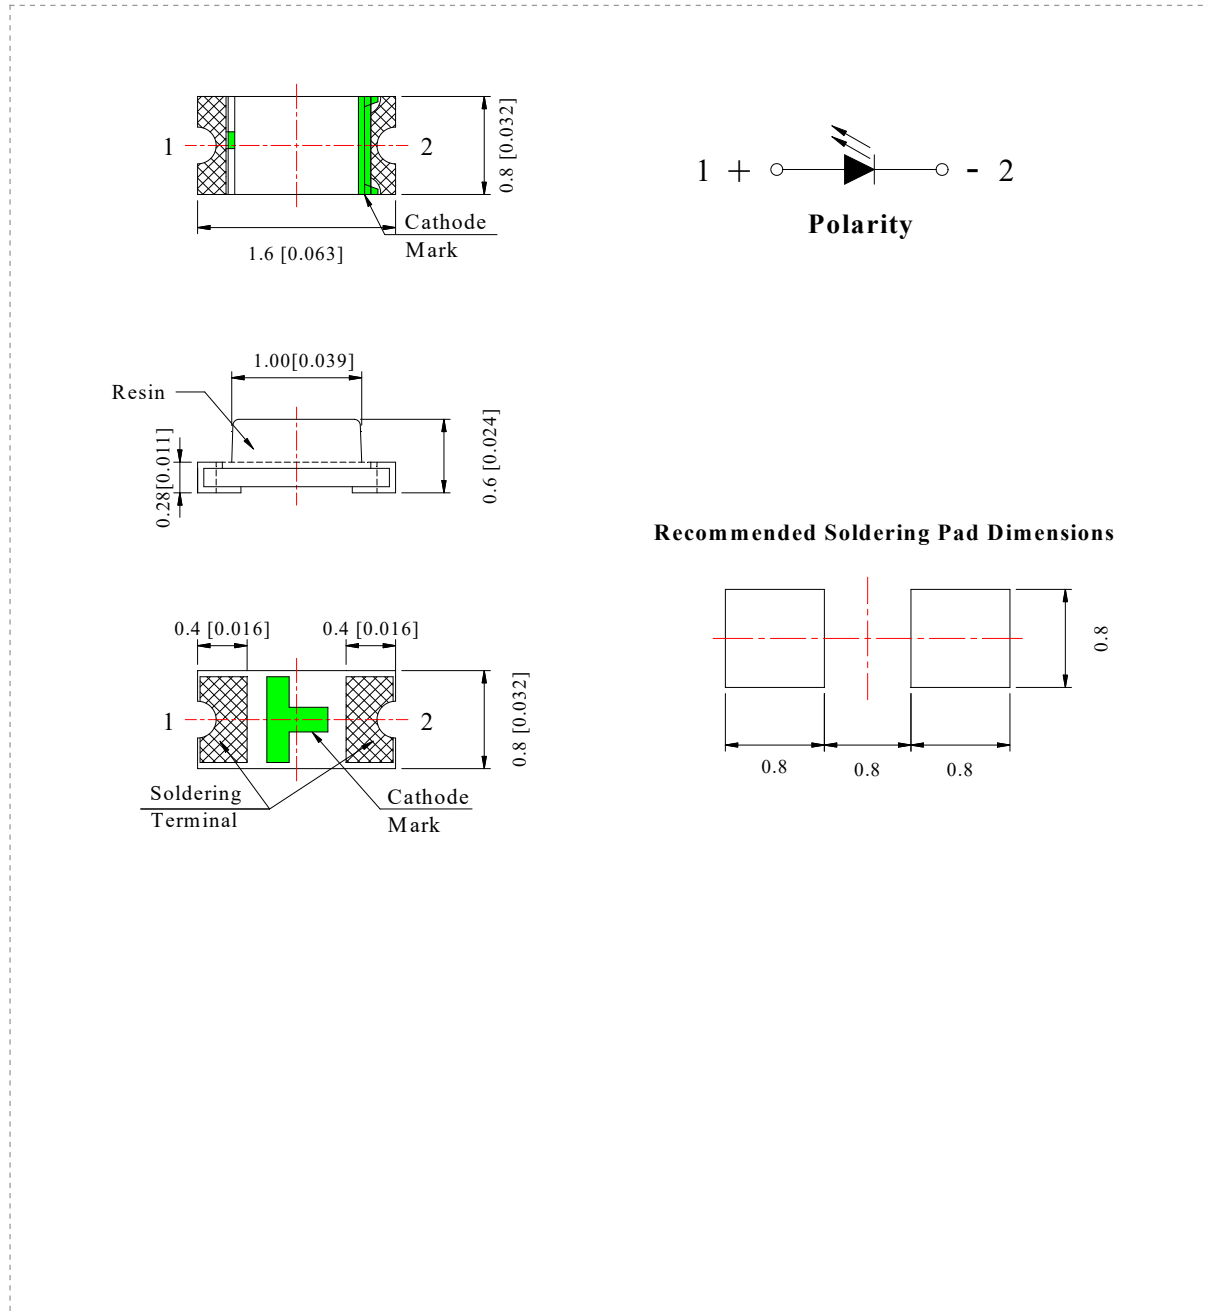 1
2
0.8 [0.032]
Cathode
Mark
1.6 [0.063]
1 + - 2
Polarity
1.00[0.039]
Resin
0.28[0.011]
0.6 [0.024]
Recommended Soldering Pad Dimensions
0.8
0.8
0.8
0.8
0.4 [0.016]
0.4 [0.016]
1
2
0.8 [0.032]
Soldering
Terminal
Cathode
Mark